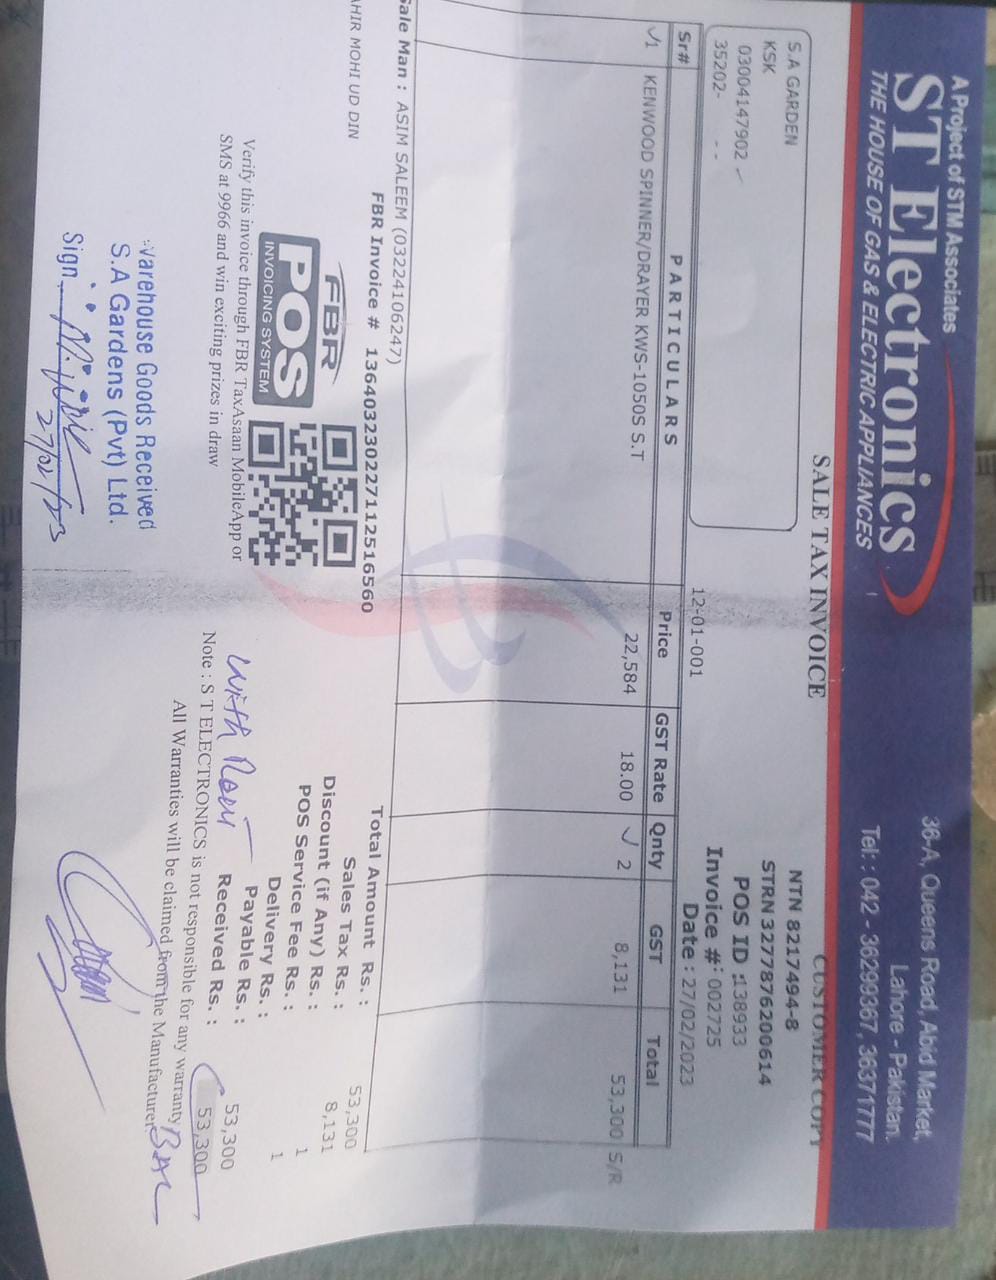 A Project of STM Associates
ST Electronics
THE HOUSE OF GAS & ELECTRIC APPLIANCES
36-A, Queens Road, Abid Market,
Lahore - Pakistan.
Tel: : 042 - 36299367, 36371777
SALE TAX INVOICE
CUSTOMER COPY
S.A GARDEN
KSK
03004147902
35202- - -
NTN 8217494-8
STRN 3277876200614
POS ID :138933
Invoice #: 002725
12-01-001 Date : 27/02/2023
Sr# PARTICULARS Price GST Rate Qnty GST Total
1 KENWOOD SPINNER/DRAYER KWS-1050S S.T 22,584 18.00 2 8,131 53,300 S/R
Sale Man : ASIM SALEEM (03224106247)
FBR Invoice # 136403230227112516560
AHIR MOHI UD DIN
FBR
POS
INVOICING SYSTEM
Verify this invoice through FBR TaxAsaan MobileApp or
SMS at 9966 and win exciting prizes in draw
Total Amount Rs. : 53,300
Sales Tax Rs. : 8,131
Discount (if Any) Rs. :
POS Service Fee Rs. : 1
Delivery Rs. : 1
Payable Rs. : 53,300
Received Rs. : 53,300
with
Note : S T ELECTRONICS is not responsible for any warranty
All Warranties will be claimed from the Manufacturer
Warehouse Goods Received
S.A Gardens (Pvt) Ltd.
Sign
27/02/23